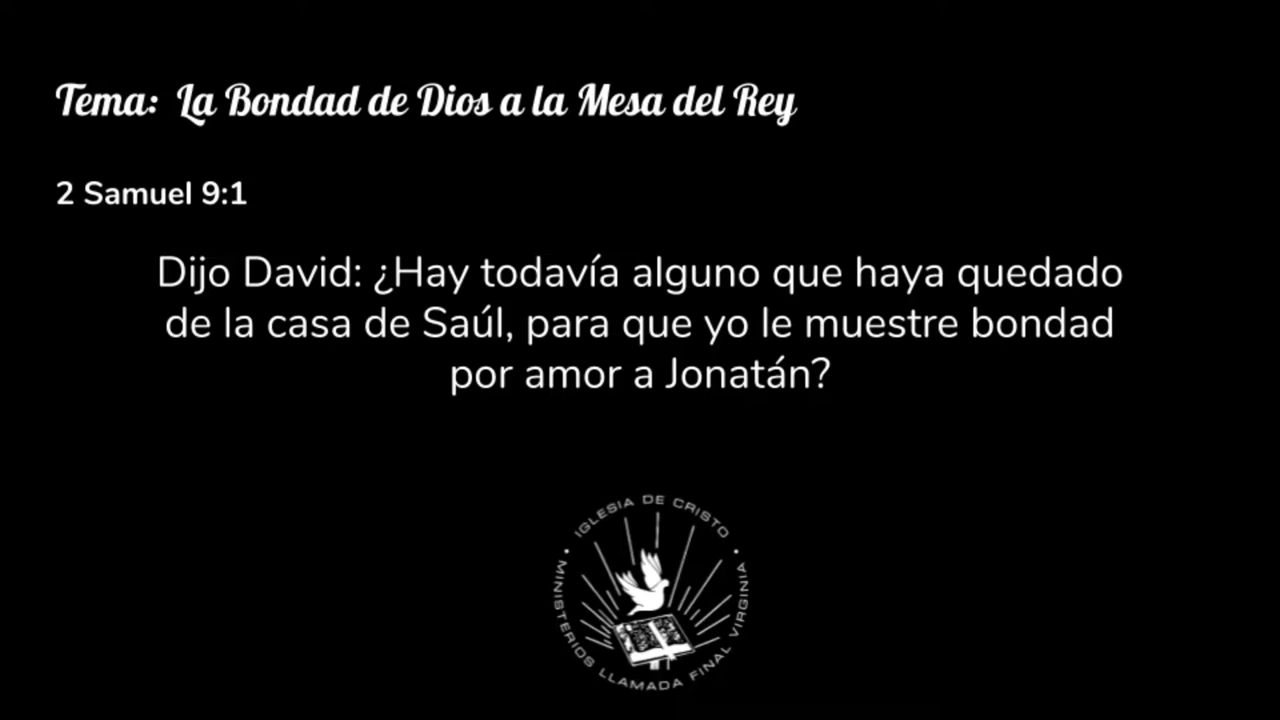 Tema: La Bondad de Dios a la Mesa del Rey
2 Samuel 9:1
Dijo David: ¿Hay todavía alguno que haya quedado
de la casa de Saúl, para que yo le muestre bondad
por amor a Jonatán?
IGLESIA DE CRISTO
• MINISTERIOS LLAMADA FINAL VIRGINIA •